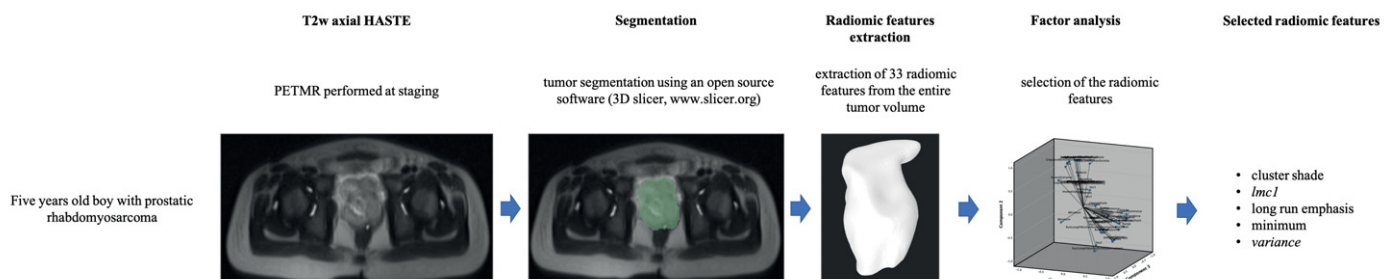 T2w axial HASTE
Segmentation
Radiomic features
extraction
Factor analysis
Selected radiomic features
PETMR performed at staging
tumor segmentation using an open source
software (3D slicer, www.slicer.org)
extraction of 33 radiomic
features from the entire
tumor volume
selection of the radiomic
features
Five years old boy with prostatic
rhabdomyosarcoma
Component 2
• cluster shade
• lmc1
• long run emphasis
• minimum
• variance